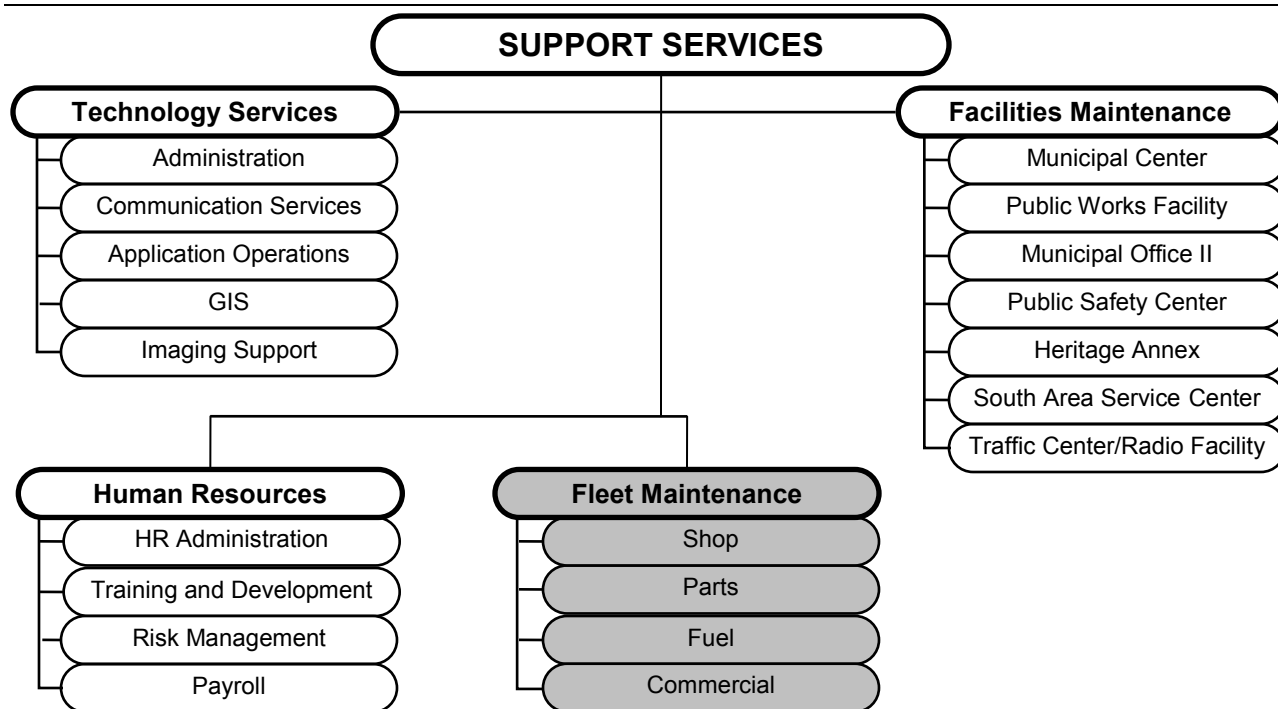 SUPPORT SERVICES
Technology Services
Administration
Communication Services
Application Operations
GIS
Imaging Support
Facilities Maintenance
Municipal Center
Public Works Facility
Municipal Office II
Public Safety Center
Heritage Annex
South Area Service Center
Traffic Center/Radio Facility
Human Resources
HR Administration
Training and Development
Risk Management
Payroll
Fleet Maintenance
Shop
Parts
Fuel
Commercial